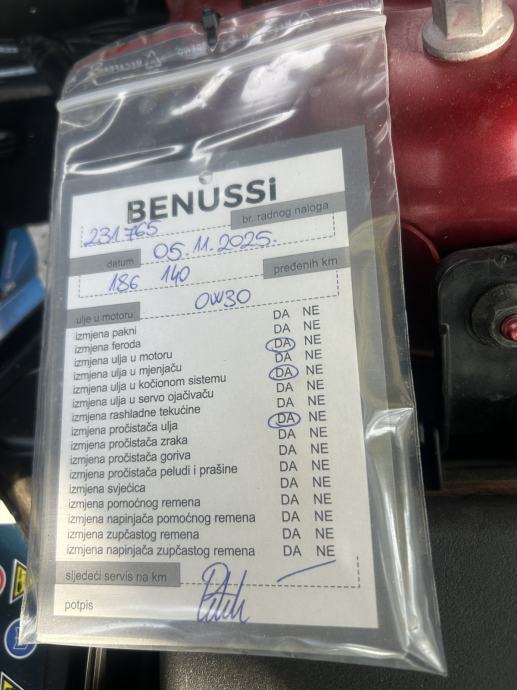 BENUSSi
231765 br. radnog naloga
datum 05.11.2025.
186 140 pređenih km
ulje u motoru 0W30
izmjena pakni DA NE
izmjena feroda DA NE
izmjena ulja u motoru DA NE
izmjena ulja u mjenjaču DA NE
izmjena ulja u kočionom sistemu DA NE
izmjena ulja u servo ojačivaču DA NE
izmjena rashladne tekućine DA NE
izmjena pročistača ulja DA NE
izmjena pročistača zraka DA NE
izmjena pročistača goriva DA NE
izmjena pročistača peludi i prašine DA NE
izmjena svjećica DA NE
izmjena pomoćnog remena DA NE
izmjena napinjača pomoćnog remena DA NE
izmjena zupčastog remena DA NE
izmjena napinjača zupčastog remena DA NE
sljedeći servis na km
potpis